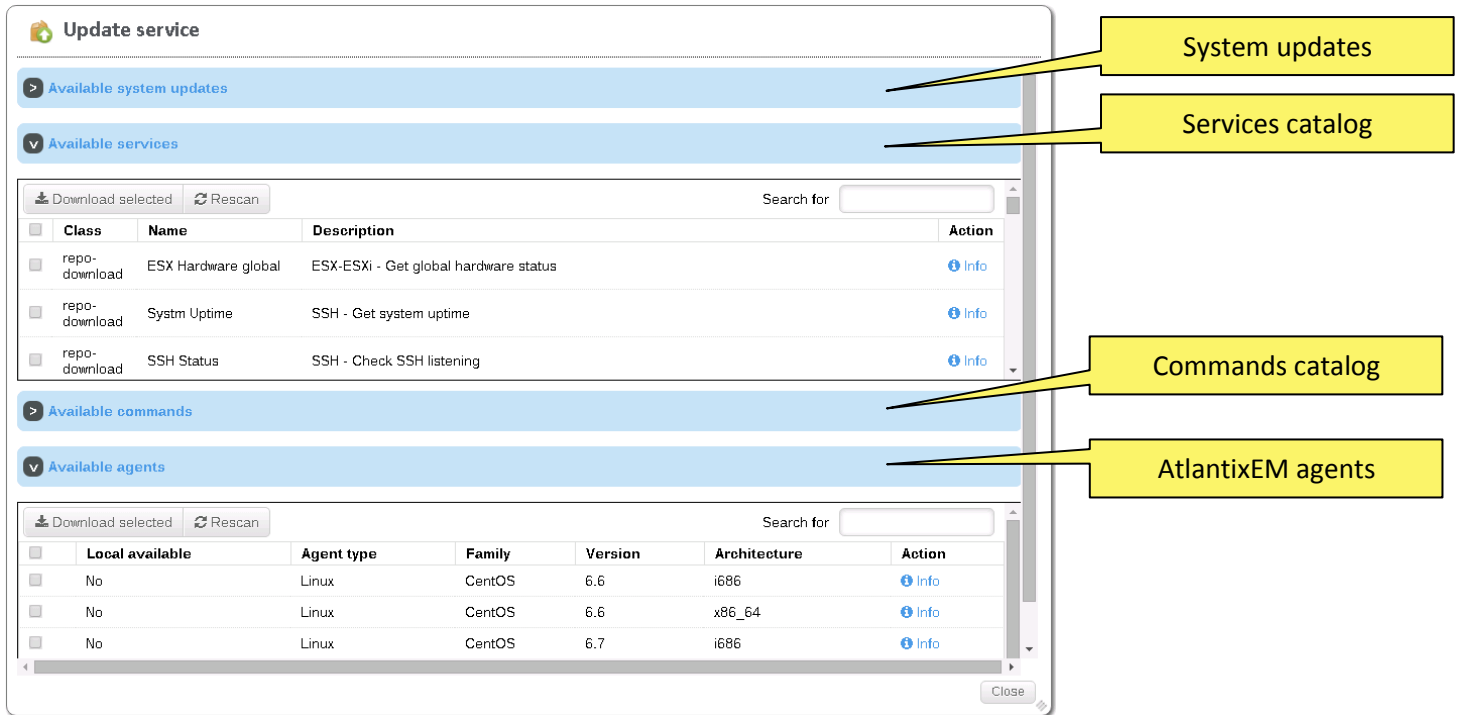 Update service
System updates
> Available system updates
Services catalog
v Available services
Download selected Rescan Search for
Class Name Description Action
repo-
download ESX Hardware global ESX-ESXi - Get global hardware status Info
repo-
download Systm Uptime SSH - Get system uptime Info
repo-
download SSH Status SSH - Check SSH listening Info
Commands catalog
> Available commands
AtlantixEM agents
v Available agents
Download selected Rescan Search for
Local available Agent type Family Version Architecture Action
No Linux CentOS 6.6 i686 Info
No Linux CentOS 6.6 x86_64 Info
No Linux CentOS 6.7 i686 Info
Close